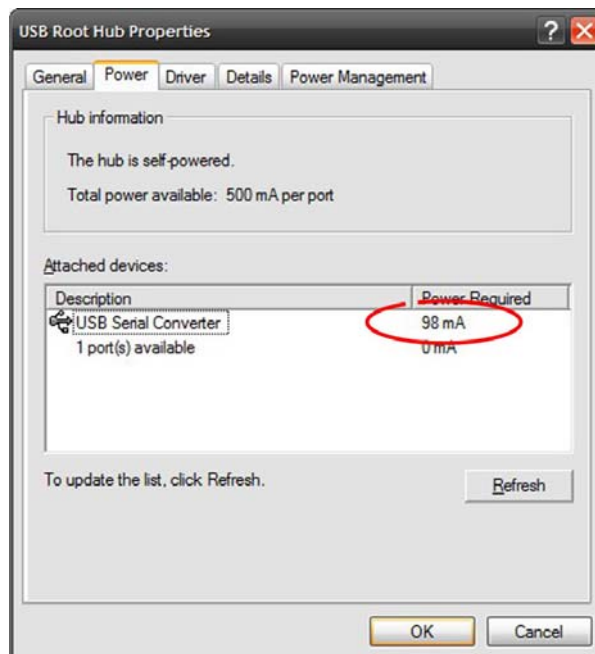 USB Root Hub Properties
General Power Driver Details Power Management
Hub information
The hub is self-powered.
Total power available: 500 mA per port
Attached devices:
Description Power Required
USB Serial Converter 98 mA
1 port(s) available 0 mA
To update the list, click Refresh.
Refresh
OK Cancel